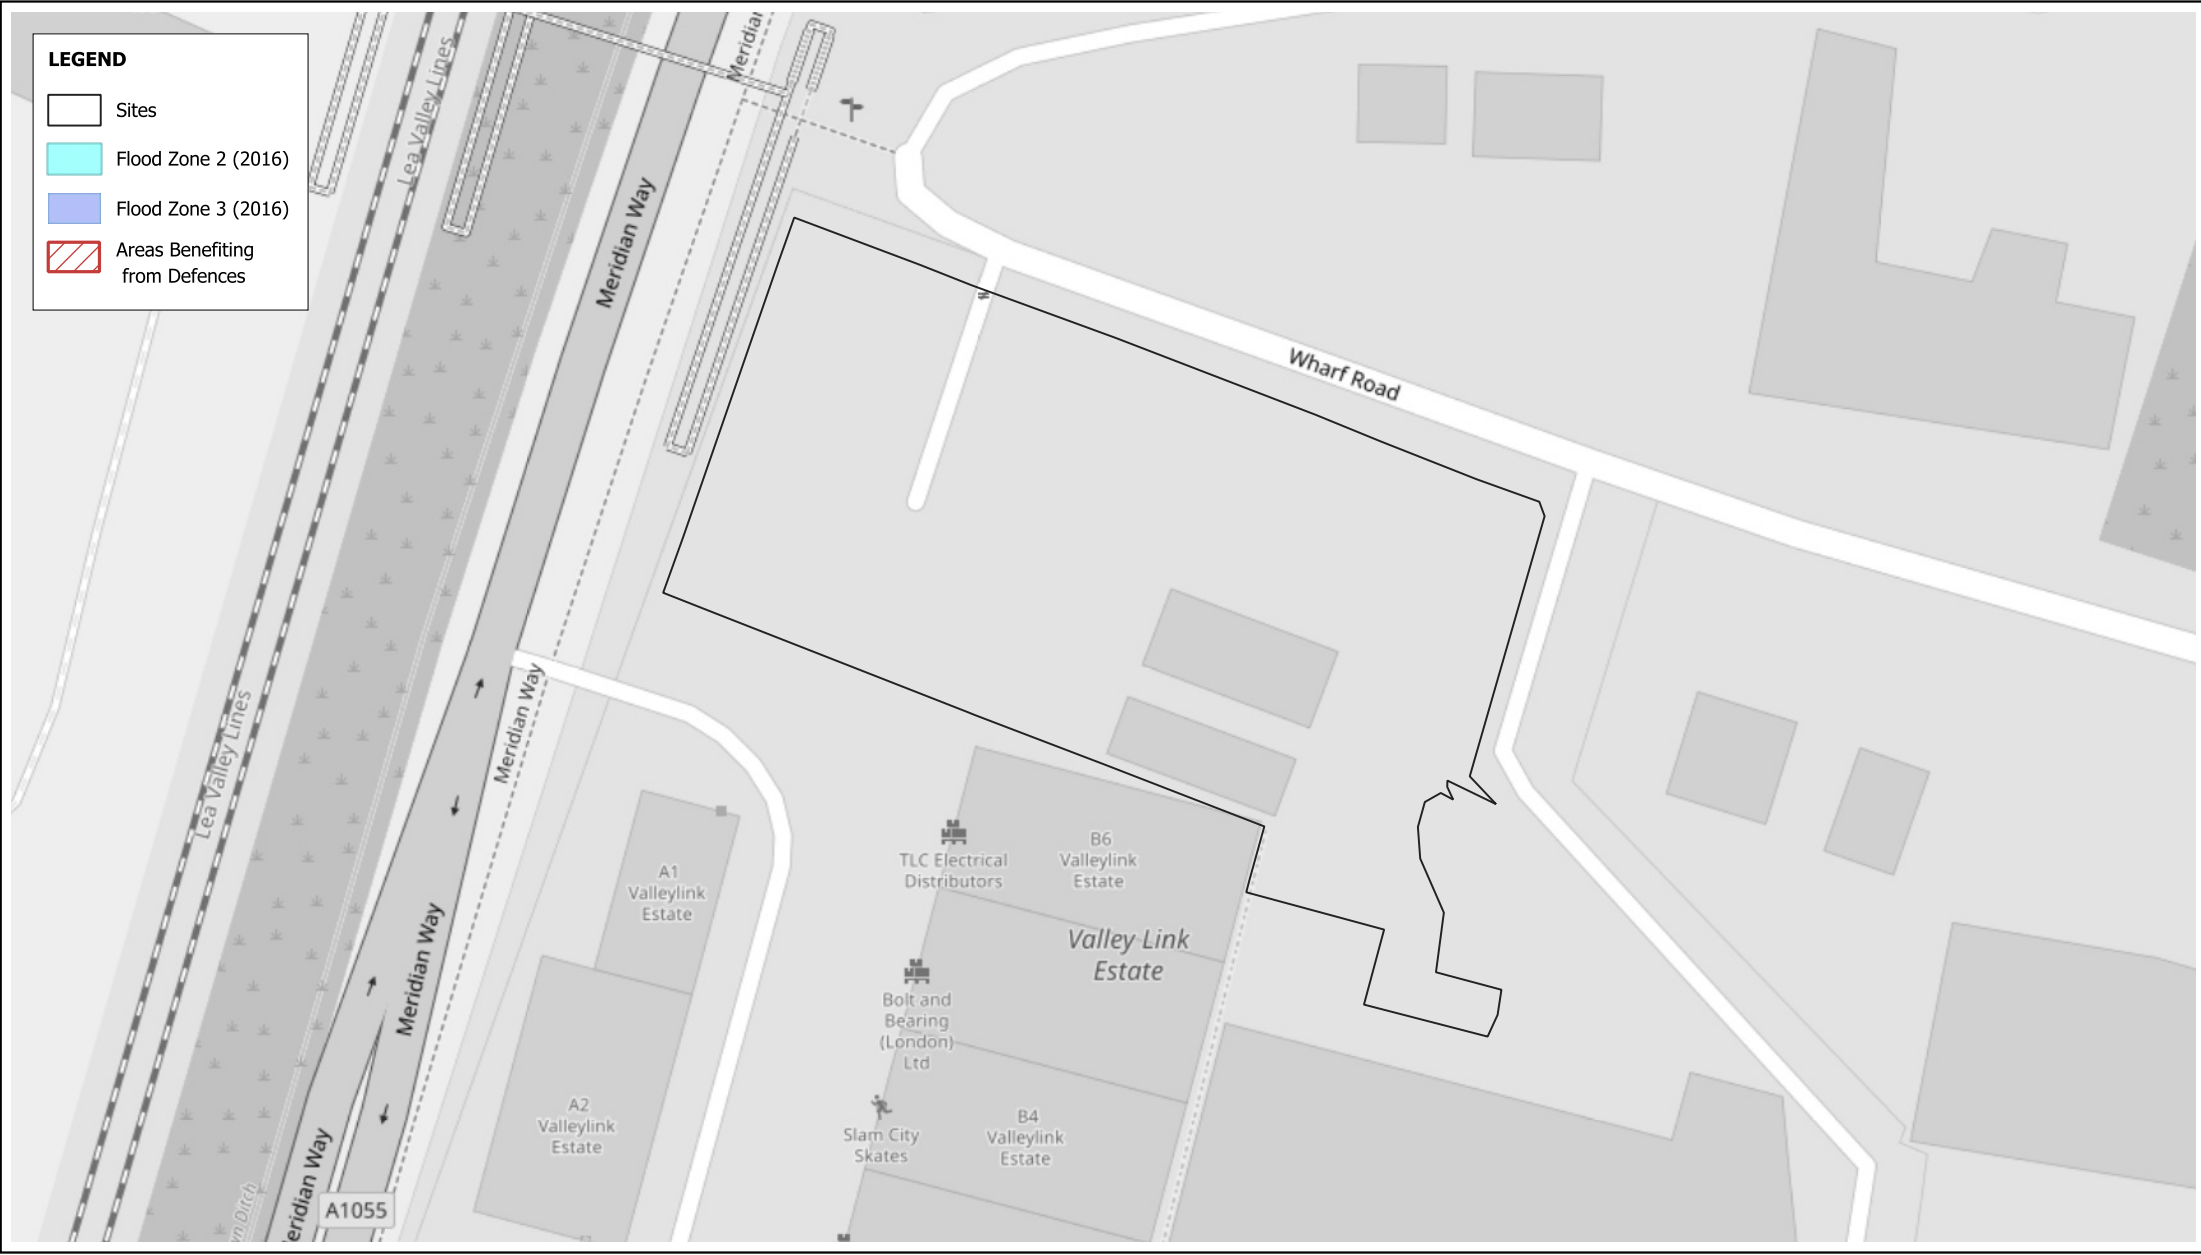 LEGEND
Sites
Flood Zone 2 (2016)
Flood Zone 3 (2016)
Areas Benefiting
from Defences
Lea Valley Lines
Meridian Way
Wharf Road
Meridian Way
Lea Valley Lines
TLC Electrical
Distributors
B6
Valleylink
Estate
A1
Valleylink
Estate
Valley Link
Estate
Meridian Way
Bolt and
Bearing
(London)
Ltd
A2
Valleylink
Estate
Slam City
Skates
B4
Valleylink
Estate
A1055